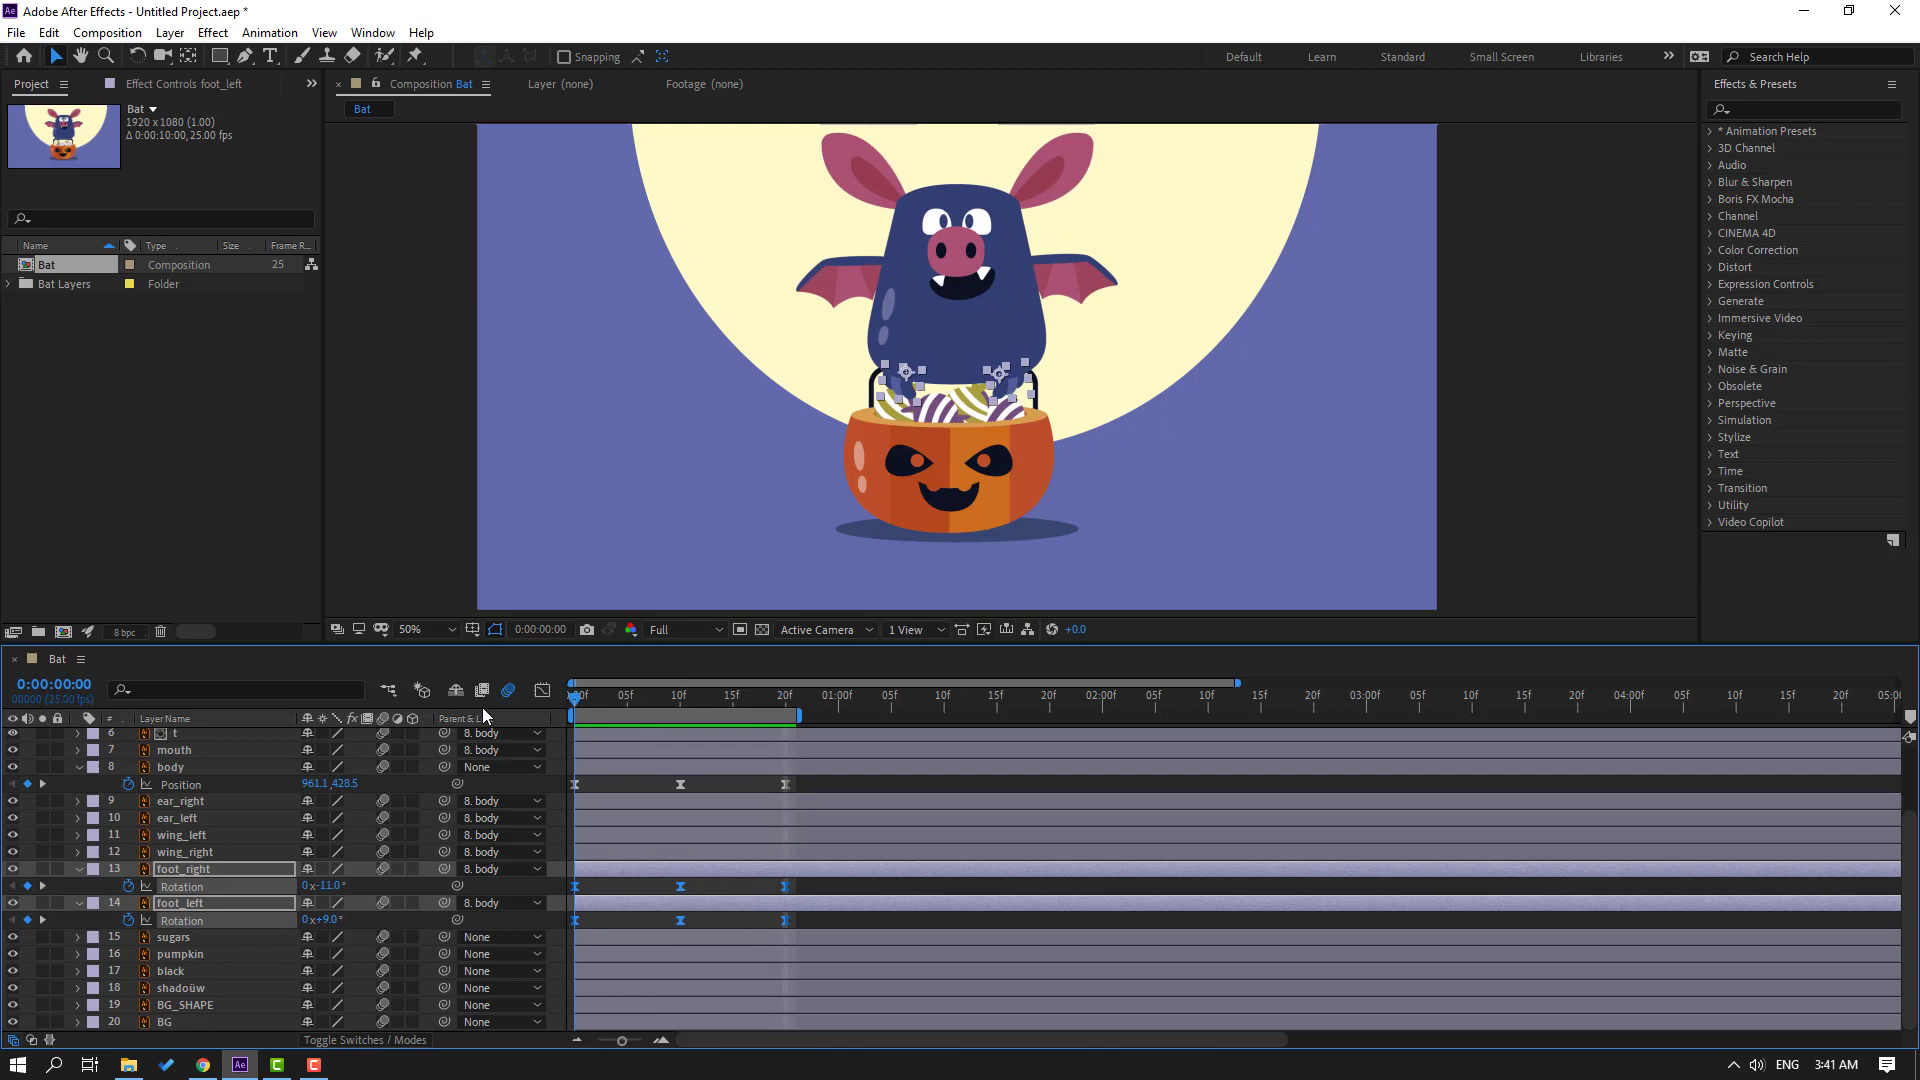 Adobe After Effects - Untitled Project.aep *
File Edit Composition Layer Effect Animation View Window Help
Snapping Default Learn Standard Small Screen Libraries Search Help
Project Effect Controls foot_left Composition Bat Layer (none) Footage (none) Effects & Presets
Bat
1920 x 1080 (1.00)
Δ 0:00:10:00, 25.00 fps
Bat
Name Type Size Frame R...
Bat Composition 25
Bat Layers Folder
8 bpc
50% 0:00:00:00 Full Active Camera 1 View +0.0
* Animation Presets
3D Channel
Audio
Blur & Sharpen
Boris FX Mocha
Channel
CINEMA 4D
Color Correction
Distort
Expression Controls
Generate
Immersive Video
Keying
Matte
Noise & Grain
Obsolete
Perspective
Simulation
Stylize
Text
Time
Transition
Utility
Video Copilot
Bat
0:00:00:00
00000 (25.00 fps)
05f 10f 15f 20f 01:00f 05f 10f 15f 20f 02:00f 05f 10f 15f 20f 03:00f 05f 10f 15f 20f 04:00f 05f 10f 15f 20f 05:00
# Layer Name Parent & L
6 t 8. body
7 mouth 8. body
8 body None
Position 961.1,428.5
9 ear_right 8. body
10 ear_left 8. body
11 wing_left 8. body
12 wing_right 8. body
13 foot_right 8. body
Rotation 0x-11.0°
14 foot_left 8. body
Rotation 0x+9.0°
15 sugars None
16 pumpkin None
17 black None
18 shadoüw None
19 BG_SHAPE None
20 BG None
Toggle Switches / Modes
ENG 3:41 AM